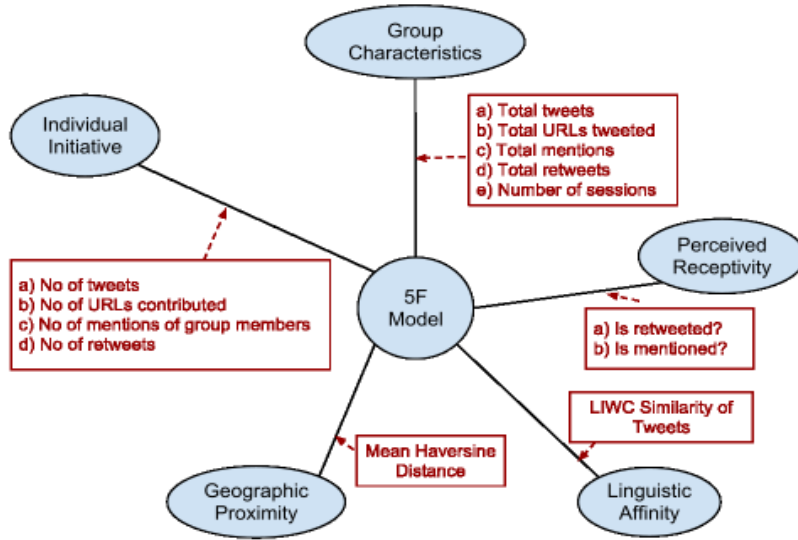 Group
Characteristics
a) Total tweets
b) Total URLs tweeted
c) Total mentions
d) Total retweets
e) Number of sessions
Individual
Initiative
a) No of tweets
b) No of URLs contributed
c) No of mentions of group members
d) No of retweets
5F
Model
Perceived
Receptivity
a) Is retweeted?
b) Is mentioned?
LIWC Similarity of
Tweets
Mean Haversine
Distance
Geographic
Proximity
Linguistic
Affinity